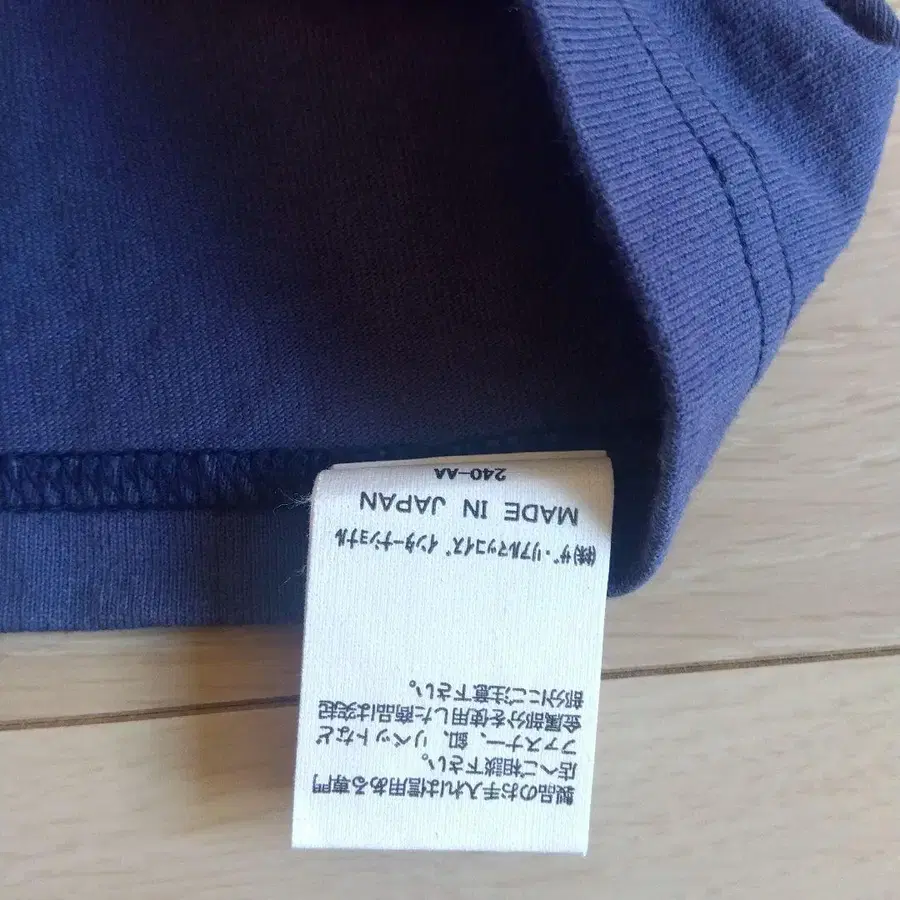 製品のお手入れは信用ある専門
店へご相談下さい。
ファスナー、釦、リベットなど
金属部分を使用した商品は突起
部分にご注意下さい。
㈱ｻﾞ･ﾘｱﾙﾏｯｺｲｽﾞ ｲﾝﾀｰﾅｼｮﾅﾙ
MADE IN JAPAN
240-AA